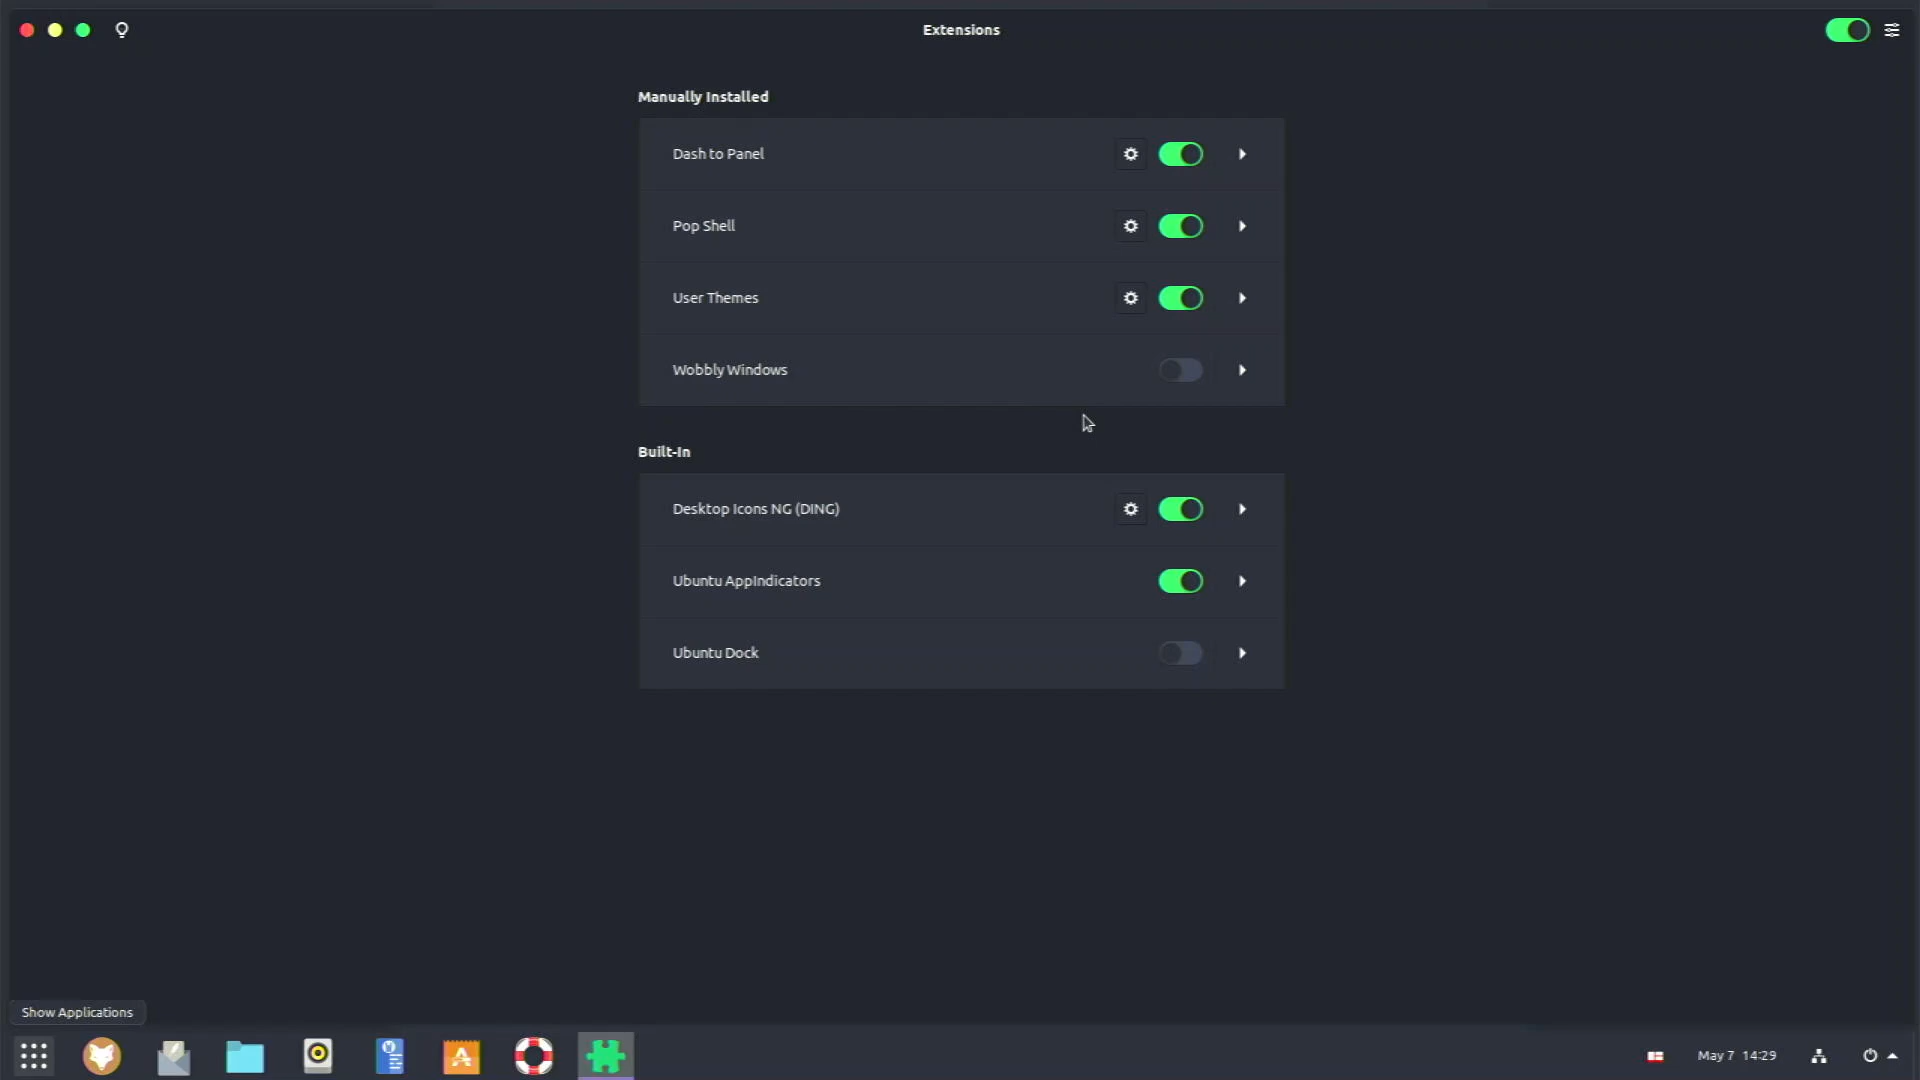 Extensions
Manually Installed
Dash to Panel
Pop Shell
User Themes
Wobbly Windows
Built-In
Desktop Icons NG (DING)
Ubuntu AppIndicators
Ubuntu Dock
Show Applications
May 7 14:29